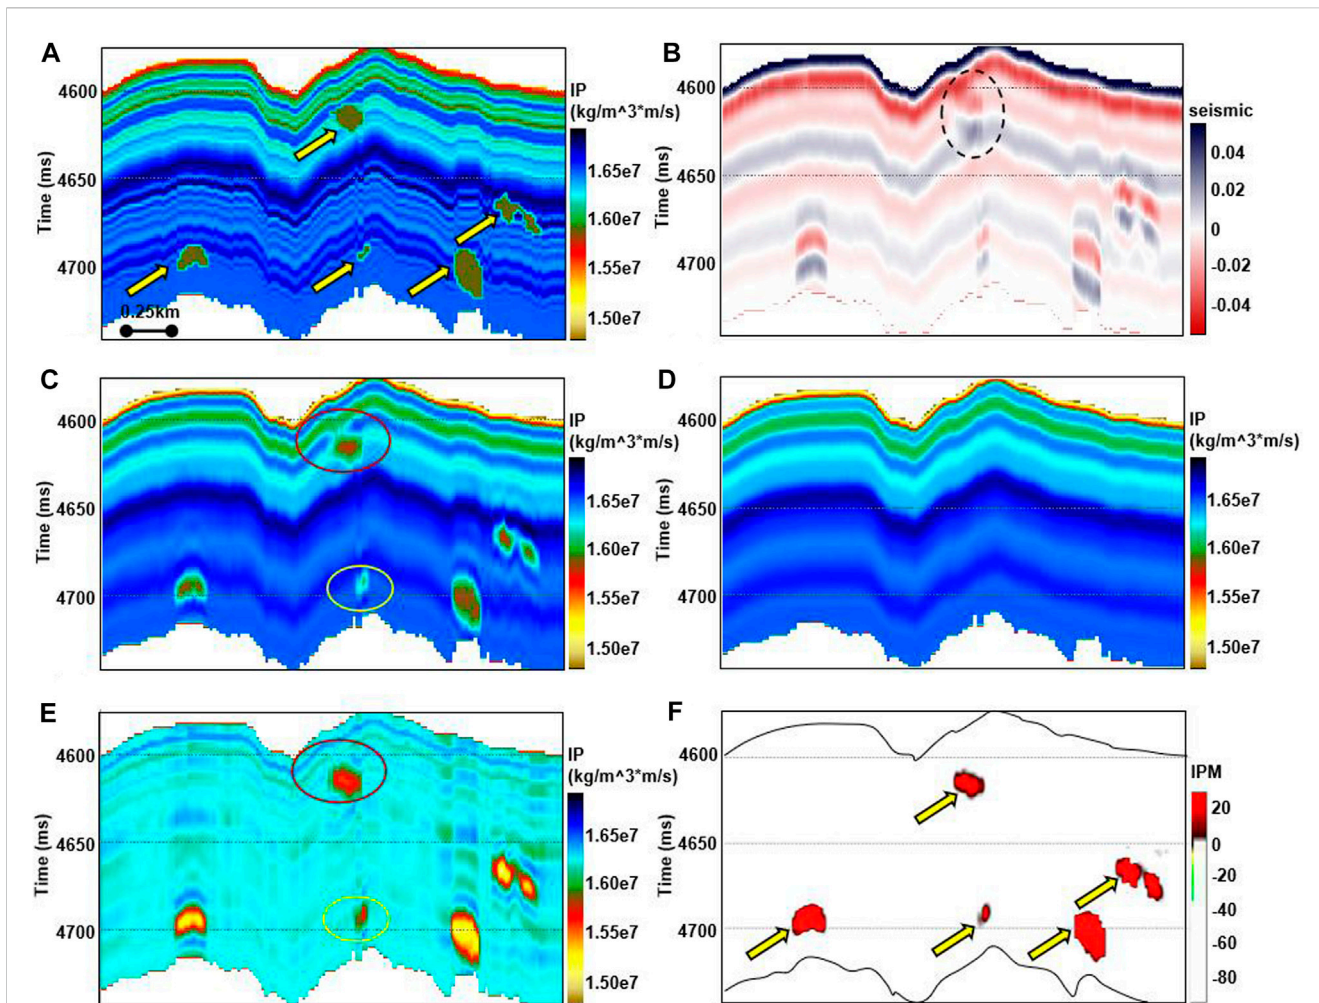 A
IP
(kg/m^3*m/s)
4600
4650
4700
Time (ms)
1.65e7
1.60e7
1.55e7
1.50e7
0.25km
B
seismic
4600
4650
4700
Time (ms)
0.04
0.02
0
-0.02
-0.04
C
IP
(kg/m^3*m/s)
4600
4650
4700
Time (ms)
1.65e7
1.60e7
1.55e7
1.50e7
D
IP
(kg/m^3*m/s)
4600
4650
4700
Time (ms)
1.65e7
1.60e7
1.55e7
1.50e7
E
IP
(kg/m^3*m/s)
4600
4650
4700
Time (ms)
1.65e7
1.60e7
1.55e7
1.50e7
F
IPM
4600
4650
4700
Time (ms)
20
0
-20
-40
-60
-80